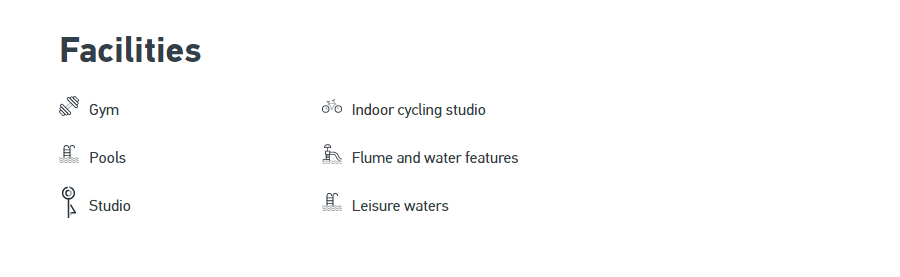 Facilities
Gym
Indoor cycling studio
Pools
Flume and water features
Studio
Leisure waters